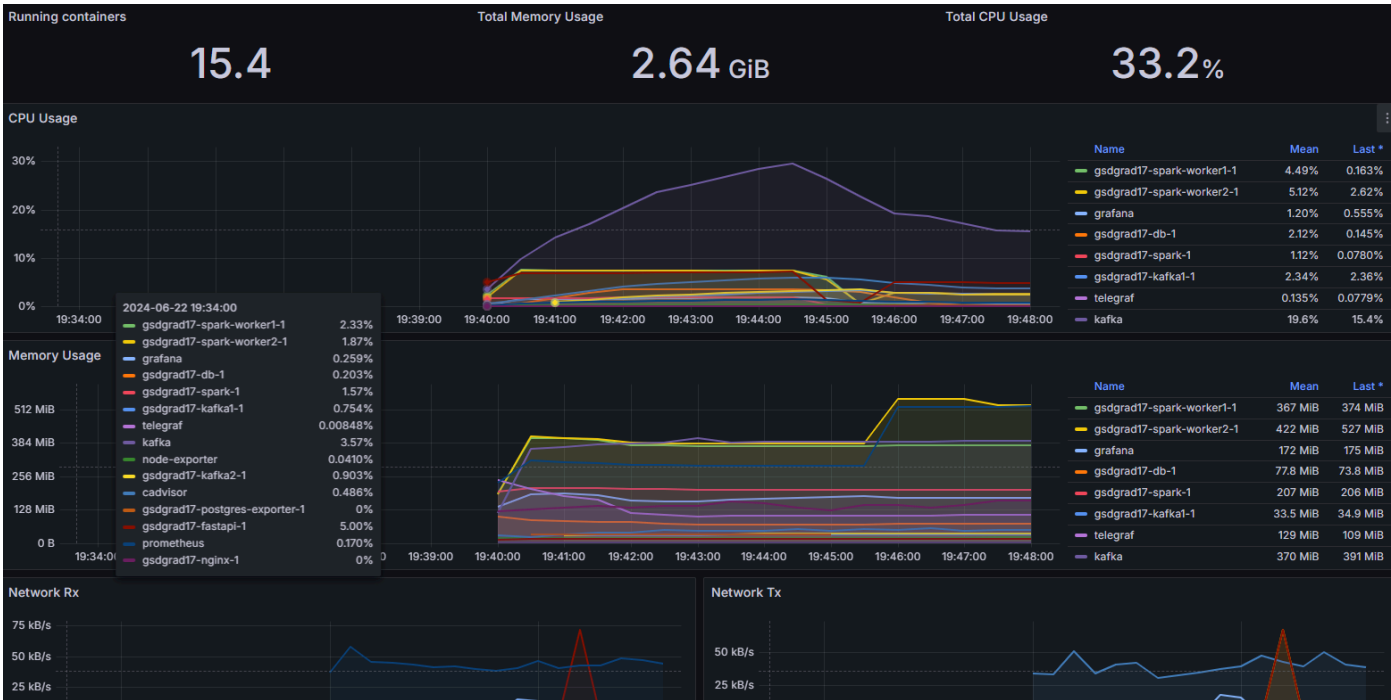 Running containers
Total Memory Usage
Total CPU Usage
15.4
2.64 GiB
33.2%
CPU Usage
30%
20%
10%
0%
19:34:00
19:39:00 19:40:00 19:41:00 19:42:00 19:43:00 19:44:00 19:45:00 19:46:00 19:47:00 19:48:00
Name Mean Last *
gsdgrad17-spark-worker1-1 4.49% 0.163%
gsdgrad17-spark-worker2-1 5.12% 2.62%
grafana 1.20% 0.555%
gsdgrad17-db-1 2.12% 0.145%
gsdgrad17-spark-1 1.12% 0.0780%
gsdgrad17-kafka1-1 2.34% 2.36%
telegraf 0.135% 0.0779%
kafka 19.6% 15.4%
2024-06-22 19:34:00
gsdgrad17-spark-worker1-1 2.33%
gsdgrad17-spark-worker2-1 1.87%
grafana 0.259%
gsdgrad17-db-1 0.203%
gsdgrad17-spark-1 1.57%
gsdgrad17-kafka1-1 0.754%
telegraf 0.00848%
kafka 3.57%
node-exporter 0.0410%
gsdgrad17-kafka2-1 0.903%
cadvisor 0.486%
gsdgrad17-postgres-exporter-1 0%
gsdgrad17-fastapi-1 5.00%
prometheus 0.170%
gsdgrad17-nginx-1 0%
Memory Usage
512 MiB
384 MiB
256 MiB
128 MiB
0 B
19:34:0
0 19:39:00 19:40:00 19:41:00 19:42:00 19:43:00 19:44:00 19:45:00 19:46:00 19:47:00 19:48:00
Name Mean Last *
gsdgrad17-spark-worker1-1 367 MiB 374 MiB
gsdgrad17-spark-worker2-1 422 MiB 527 MiB
grafana 172 MiB 175 MiB
gsdgrad17-db-1 77.8 MiB 73.8 MiB
gsdgrad17-spark-1 207 MiB 206 MiB
gsdgrad17-kafka1-1 33.5 MiB 34.9 MiB
telegraf 129 MiB 109 MiB
kafka 370 MiB 391 MiB
Network Rx
75 kB/s
50 kB/s
25 kB/s
Network Tx
50 kB/s
25 kB/s